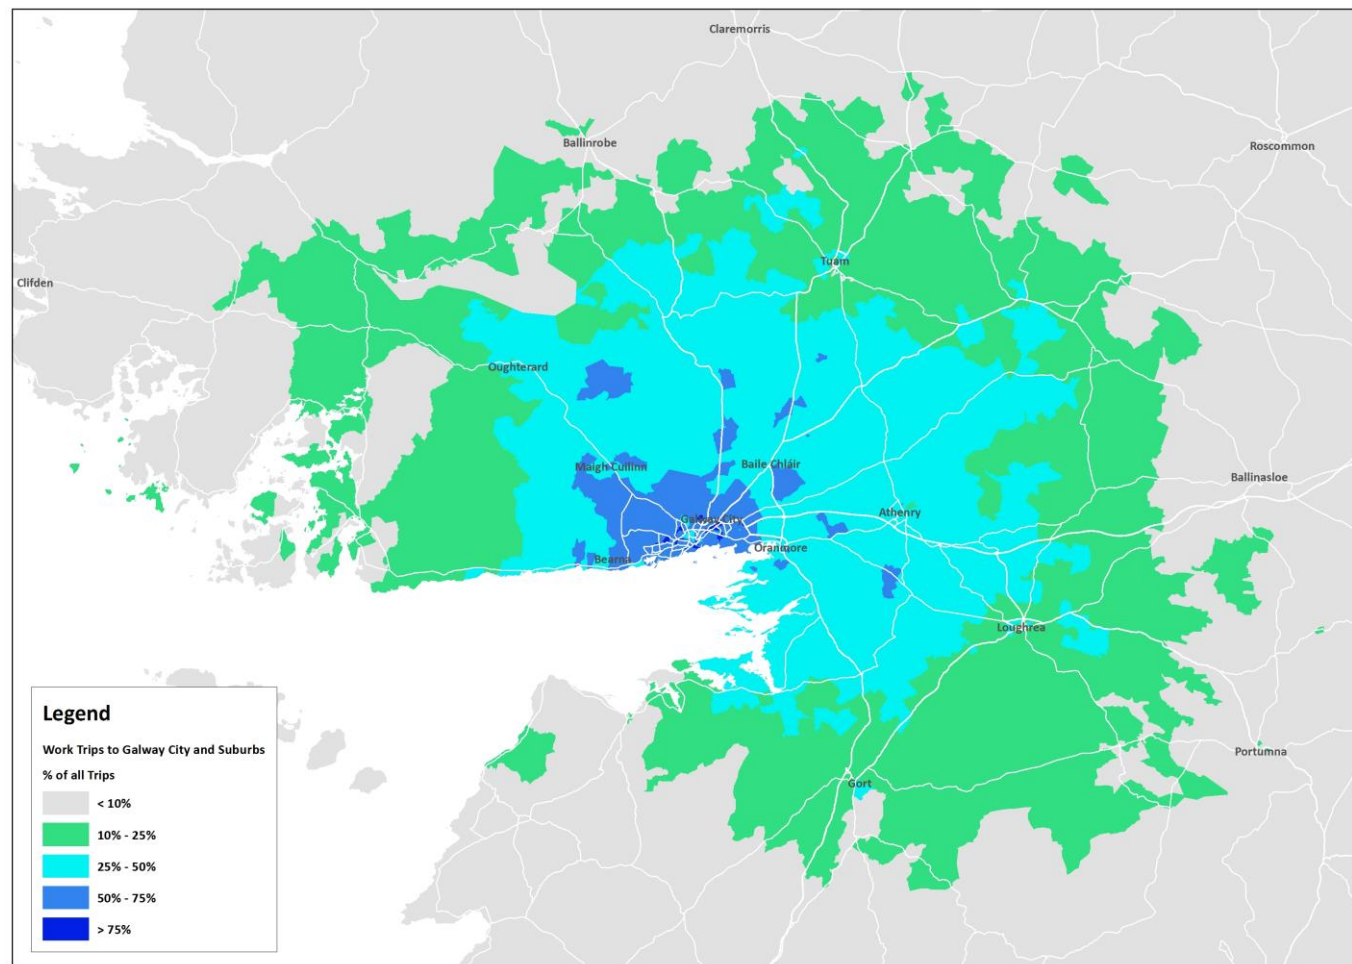 Claremorris
Ballinrobe
Roscommon
Tuam
Clifden
Oughterard
Maigh Cuilinn
Baile Chláir
Ballinasloe
Galway City
Athenry
Oranmore
Bearna
Loughrea
Portumna
Gort
Legend
Work Trips to Galway City and Suburbs
% of all Trips
< 10%
10% - 25%
25% - 50%
50% - 75%
> 75%